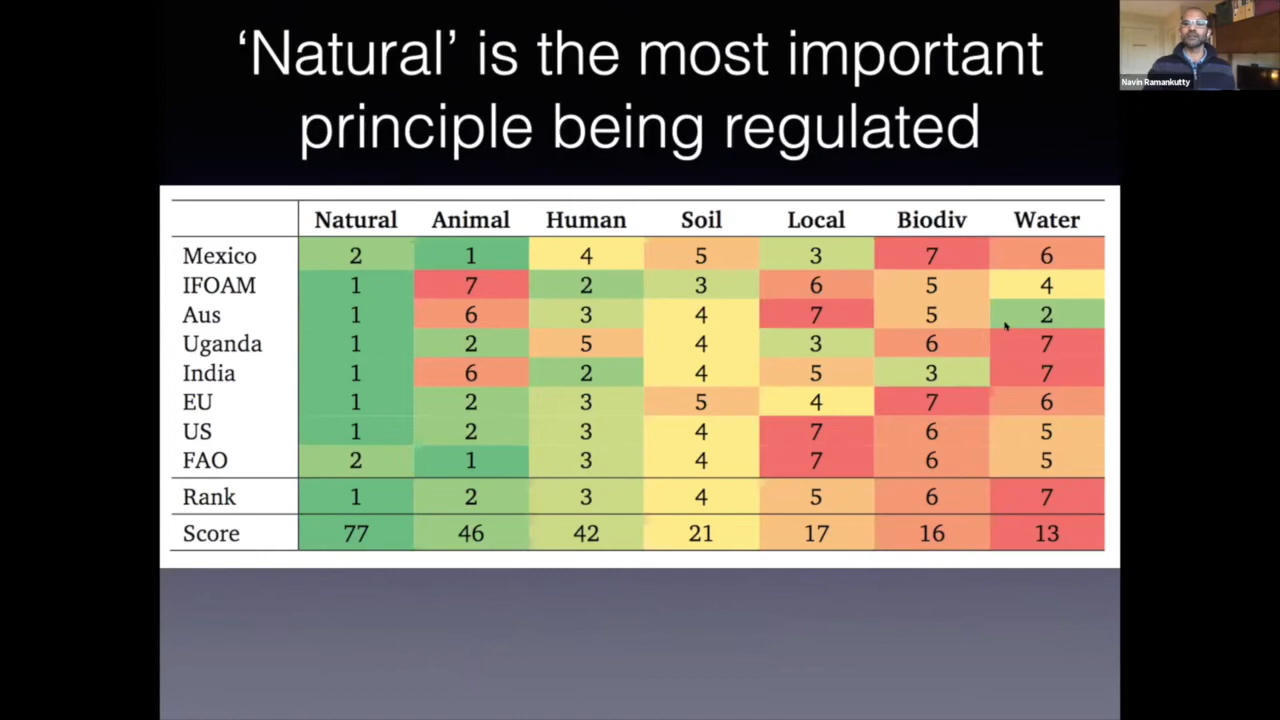 ‘Natural’ is the most important
principle being regulated
Navin Ramankutty
Natural Animal Human Soil Local Biodiv Water
Mexico 2 1 4 5 3 7 6
IFOAM 1 7 2 3 6 5 4
Aus 1 6 3 4 7 5 2
Uganda 1 2 5 4 3 6 7
India 1 6 2 4 5 3 7
EU 1 2 3 5 4 7 6
US 1 2 3 4 7 6 5
FAO 2 1 3 4 7 6 5
Rank 1 2 3 4 5 6 7
Score 77 46 42 21 17 16 13